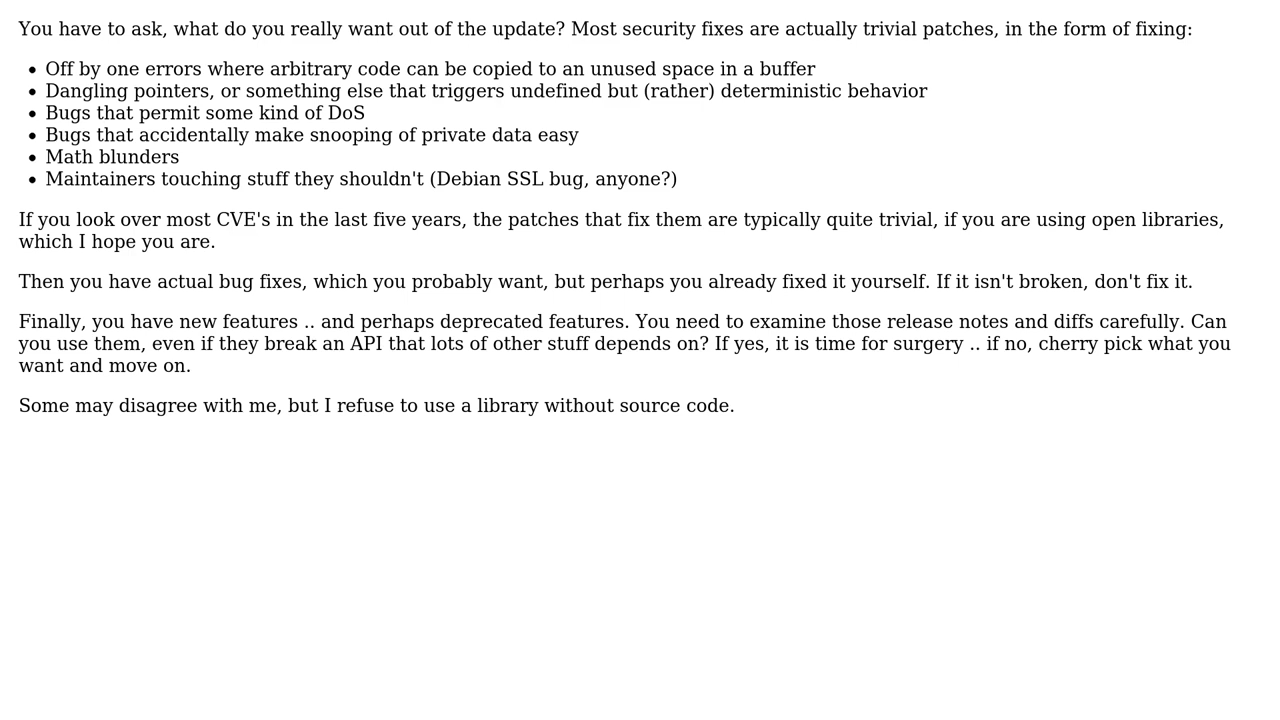 You have to ask, what do you really want out of the update? Most security fixes are actually trivial patches, in the form of fixing:
• Off by one errors where arbitrary code can be copied to an unused space in a buffer
• Dangling pointers, or something else that triggers undefined but (rather) deterministic behavior
• Bugs that permit some kind of DoS
• Bugs that accidentally make snooping of private data easy
• Math blunders
• Maintainers touching stuff they shouldn't (Debian SSL bug, anyone?)
If you look over most CVE's in the last five years, the patches that fix them are typically quite trivial, if you are using open libraries,
which I hope you are.
Then you have actual bug fixes, which you probably want, but perhaps you already fixed it yourself. If it isn't broken, don't fix it.
Finally, you have new features .. and perhaps deprecated features. You need to examine those release notes and diffs carefully. Can
you use them, even if they break an API that lots of other stuff depends on? If yes, it is time for surgery .. if no, cherry pick what you
want and move on.
Some may disagree with me, but I refuse to use a library without source code.